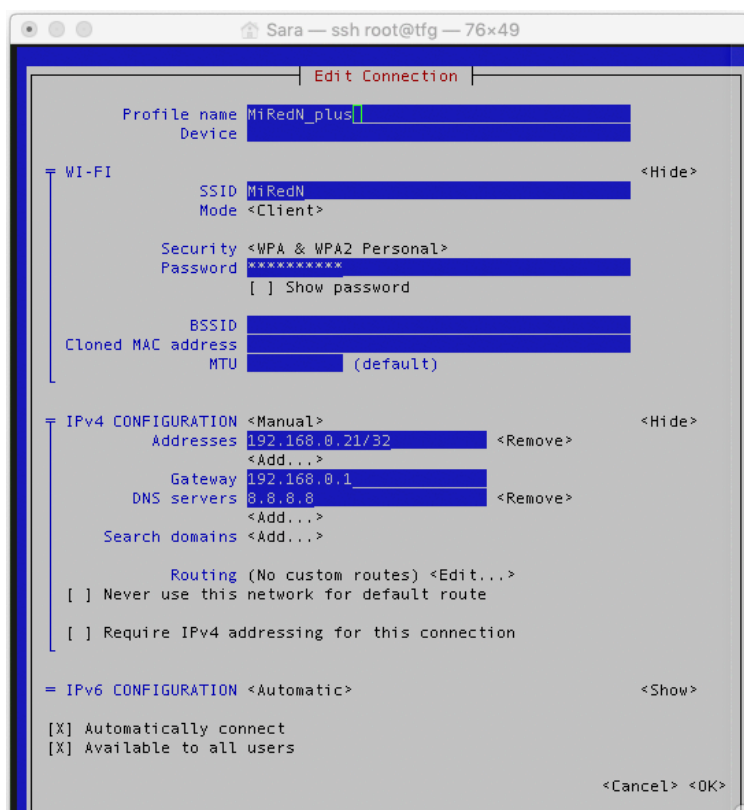 Sara — ssh root@tfg — 76×49
Edit Connection
Profile name MiRedN_plus
Device
WI-FI <Hide>
SSID MiRedN
Mode <Client>
Security <WPA & WPA2 Personal>
Password **********
[ ] Show password
BSSID
Cloned MAC address
MTU (default)
IPv4 CONFIGURATION <Manual> <Hide>
Addresses 192.168.0.21/32 <Remove>
<Add...>
Gateway 192.168.0.1
DNS servers 8.8.8.8 <Remove>
<Add...>
Search domains <Add...>
Routing (No custom routes) <Edit...>
[ ] Never use this network for default route
[ ] Require IPv4 addressing for this connection
IPv6 CONFIGURATION <Automatic> <Show>
[X] Automatically connect
[X] Available to all users
<Cancel> <OK>